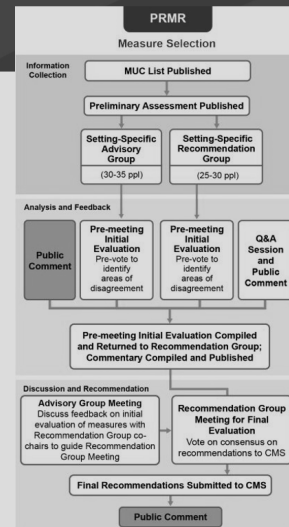 PRMR
Measure Selection
Information
Collection
MUC List Published
Preliminary Assessment Published
Setting-Specific
Advisory
Group
(30-35 ppl)
Setting-Specific
Recommendation
Group
(25-30 ppl)
Analysis and Feedback
Public
Comment
Pre-meeting
Initial
Evaluation
Pre-vote to
identify
areas of
disagreement
Pre-meeting
Initial
Evaluation
Pre-vote to
identify
areas of
disagreement
Q&A
Session
and
Public
Comment
Pre-meeting Initial Evaluation Compiled
and Returned to Recommendation Group;
Commentary Compiled and Published
Discussion and Recommendation
Advisory Group Meeting
Discuss feedback on initial
evaluation of measures with
Recommendation Group co-
chairs to guide Recommendation
Group Meeting
Recommendation
Group Meeting for Final
Evaluation
Vote on consensus on
recommendations to CMS
Final Recommendations Submitted to CMS
Public Comment